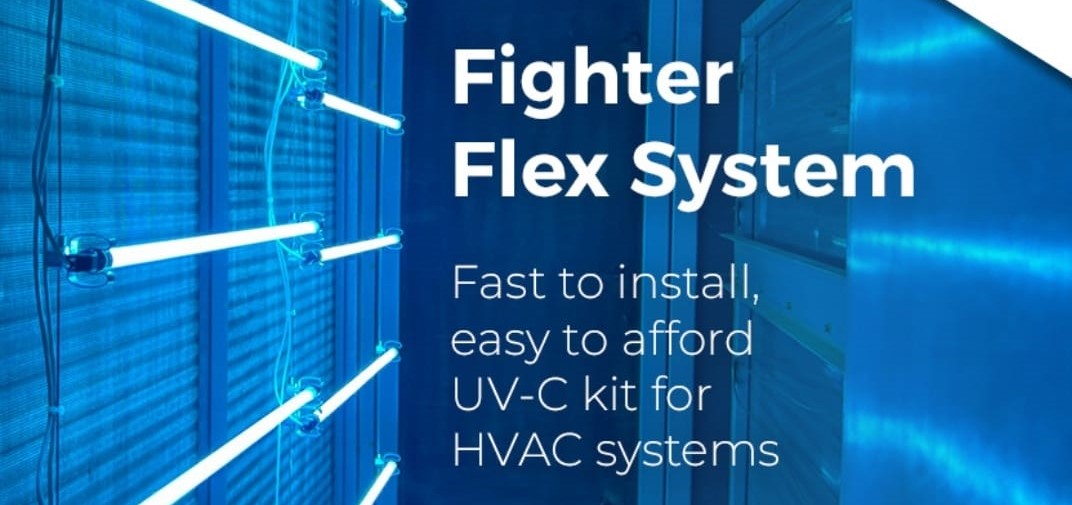 Fighter
Flex System
Fast to install,
easy to afford
UV-C kit for
HVAC systems